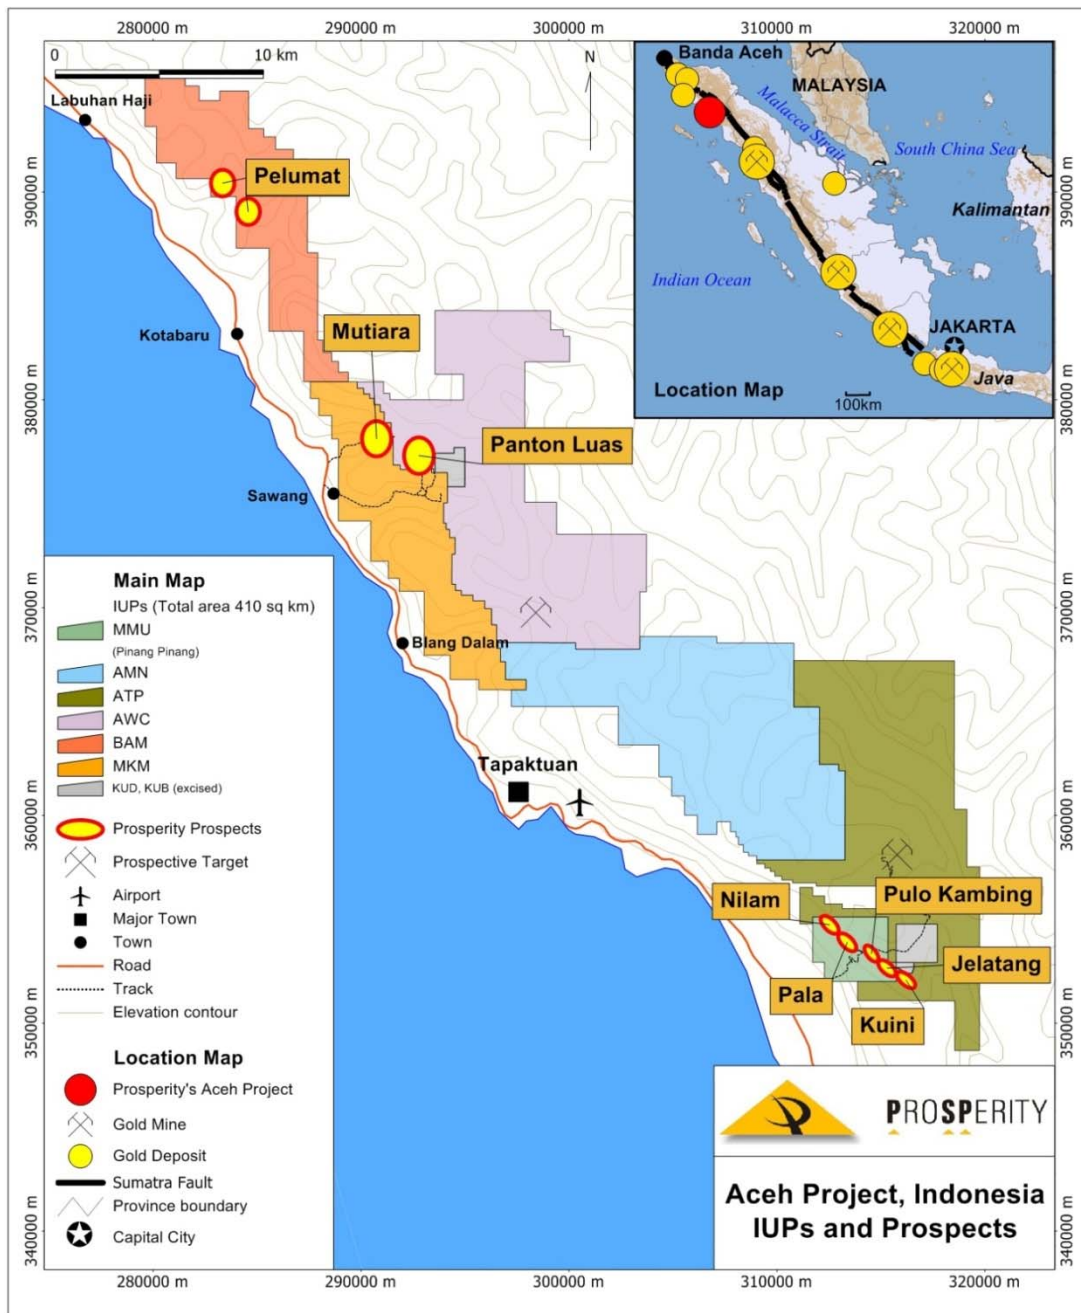 280000 m
290000 m
300000 m
310000 m
320000 m
0
10 km
N
Labuhan Haji
Pelumat
Kotabaru
Mutiara
Panton Luas
Sawang
Blang Dalam
Tapaktuan
Nilam
Pulo Kambing
Pala
Jelatang
Kuini
390000 m
380000 m
370000 m
360000 m
350000 m
340000 m
390000 m
3800000 m
370000 m
360000 m
350000 m
340000 m
Banda Aceh
MALAYSIA
Malacca Strait
South China Sea
Kalimantan
Indian Ocean
JAKARTA
Java
Location Map
100km
Main Map
IUPs (Total area 410 sq km)
MMU
(Pinang Pinang)
AMN
ATP
AWC
BAM
MKM
KUD, KUB (excised)
Prosperity Prospects
Prospective Target
Airport
Major Town
Town
Road
Track
Elevation contour
Location Map
Prosperity's Aceh Project
Gold Mine
Gold Deposit
Sumatra Fault
Province boundary
Capital City
PROSPERITY
Aceh Project, Indonesia
IUPs and Prospects
280000 m
290000 m
300000 m
310000 m
320000 m